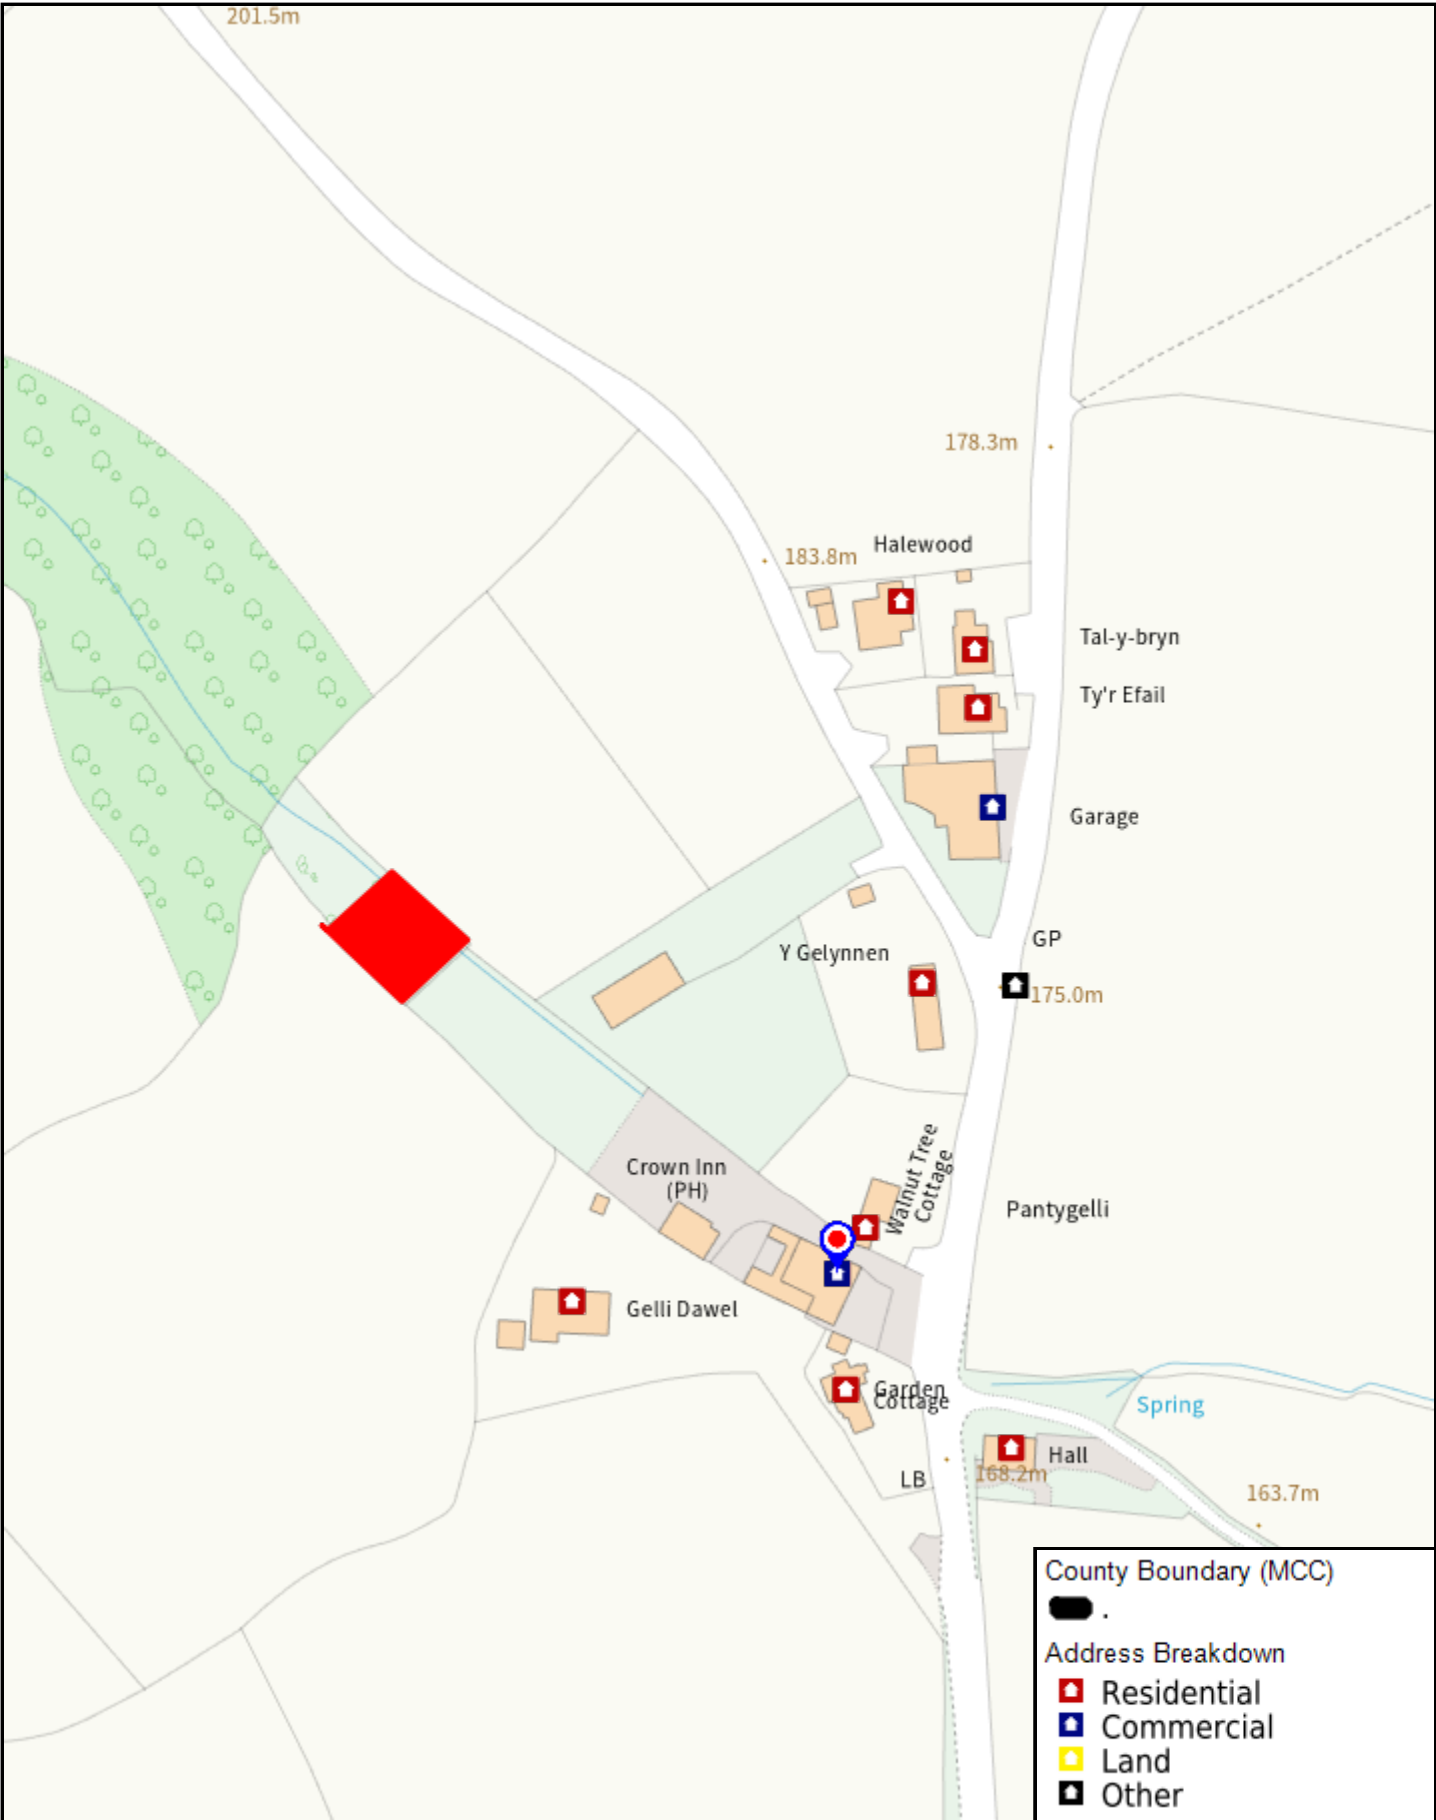 201.5m
178.3m
Halewood
183.8m
Tal-y-bryn
Ty'r Efail
Garage
GP
Y Gelynnen
175.0m
Walnut Tree
Cottage
Crown Inn
(PH)
Pantygelli
Gelli Dawel
Garden
Cottage
Spring
Hall
LB
168.2m
163.7m
County Boundary (MCC)
.
Address Breakdown
Residential
Commercial
Land
Other